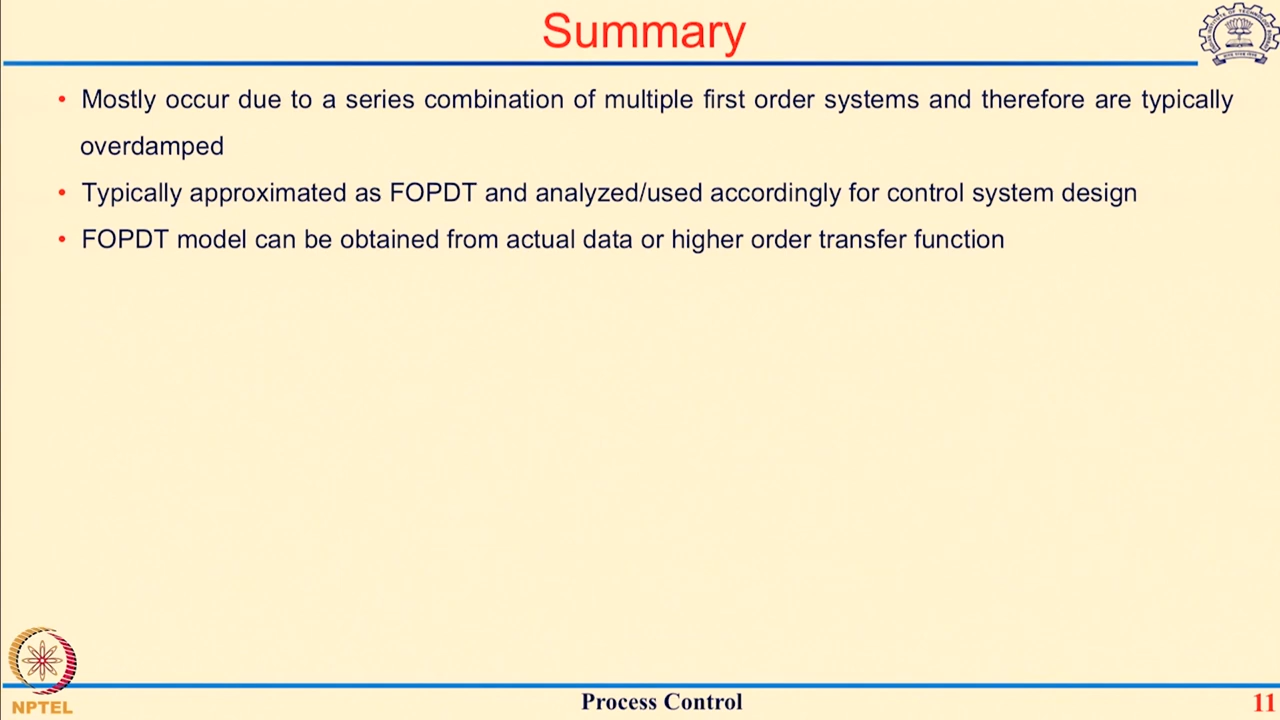 Summary
• Mostly occur due to a series combination of multiple first order systems and therefore are typically
overdamped
• Typically approximated as FOPDT and analyzed/used accordingly for control system design
• FOPDT model can be obtained from actual data or higher order transfer function
NPTEL
Process Control
11